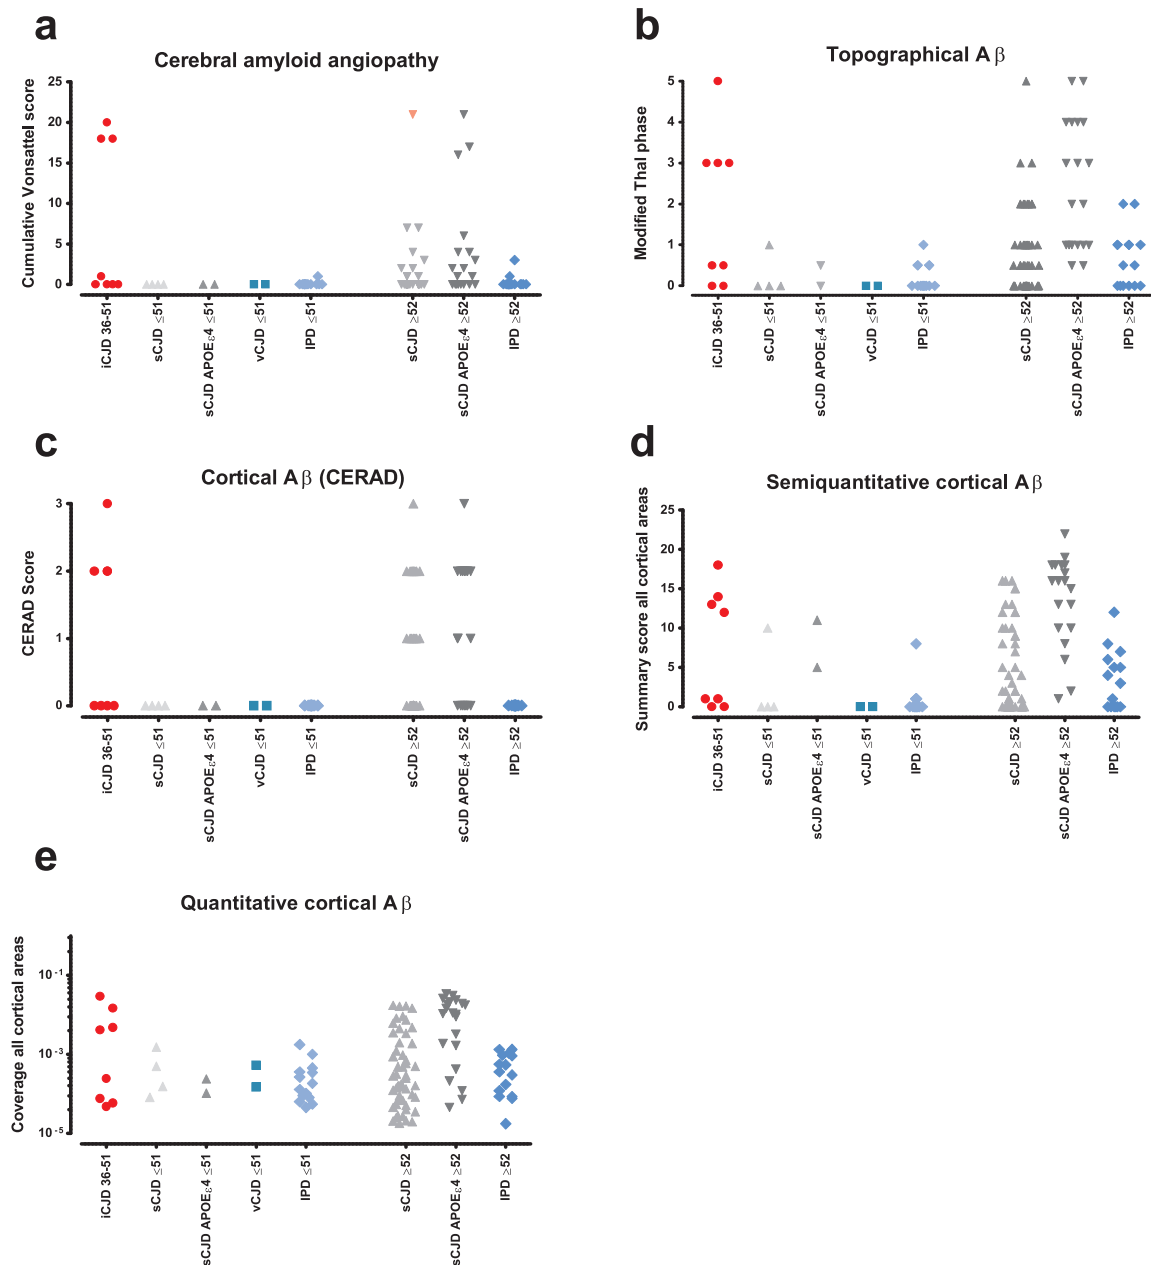 a
Cerebral amyloid angiopathy
Cumulative Vonsattel score
25
20
15
10
5
0
iCJD 36-51
sCJD ≤51
sCJD APOEε4 ≤51
vCJD ≤51
IPD ≤51
sCJD ≥52
sCJD APOEε4 ≥52
IPD ≥52
b
Topographical Aβ
Modified Thal phase
5
4
3
2
1
0
iCJD 36-51
sCJD ≤51
sCJD APOEε4 ≤51
vCJD ≤51
IPD ≤51
sCJD ≥52
sCJD APOEε4 ≥52
IPD ≥52
c
Cortical Aβ (CERAD)
CERAD Score
3
2
1
0
iCJD 36-51
sCJD ≤51
sCJD APOEε4 ≤51
vCJD ≤51
IPD ≤51
sCJD ≥52
sCJD APOEε4 ≥52
IPD ≥52
d
Semiquantitative cortical Aβ
Summary score all cortical areas
25
20
15
10
5
0
iCJD 36-51
sCJD ≤51
sCJD APOEε4 ≤51
vCJD ≤51
IPD ≤51
sCJD ≥52
sCJD APOEε4 ≥52
IPD ≥52
e
Quantitative cortical Aβ
Coverage all cortical areas
10-1
10-3
10-5
iCJD 36-51
sCJD ≤51
sCJD APOEε4 ≤51
vCJD ≤51
IPD ≤51
sCJD ≥52
sCJD APOEε4 ≥52
IPD ≥52